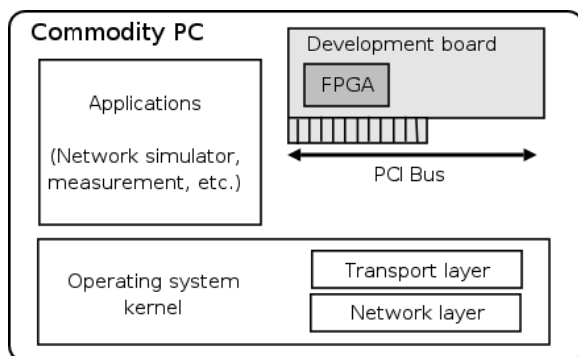 Commodity PC
Development board
FPGA
PCI Bus
Applications
(Network simulator,
measurement, etc.)
Operating system
kernel
Transport layer
Network layer